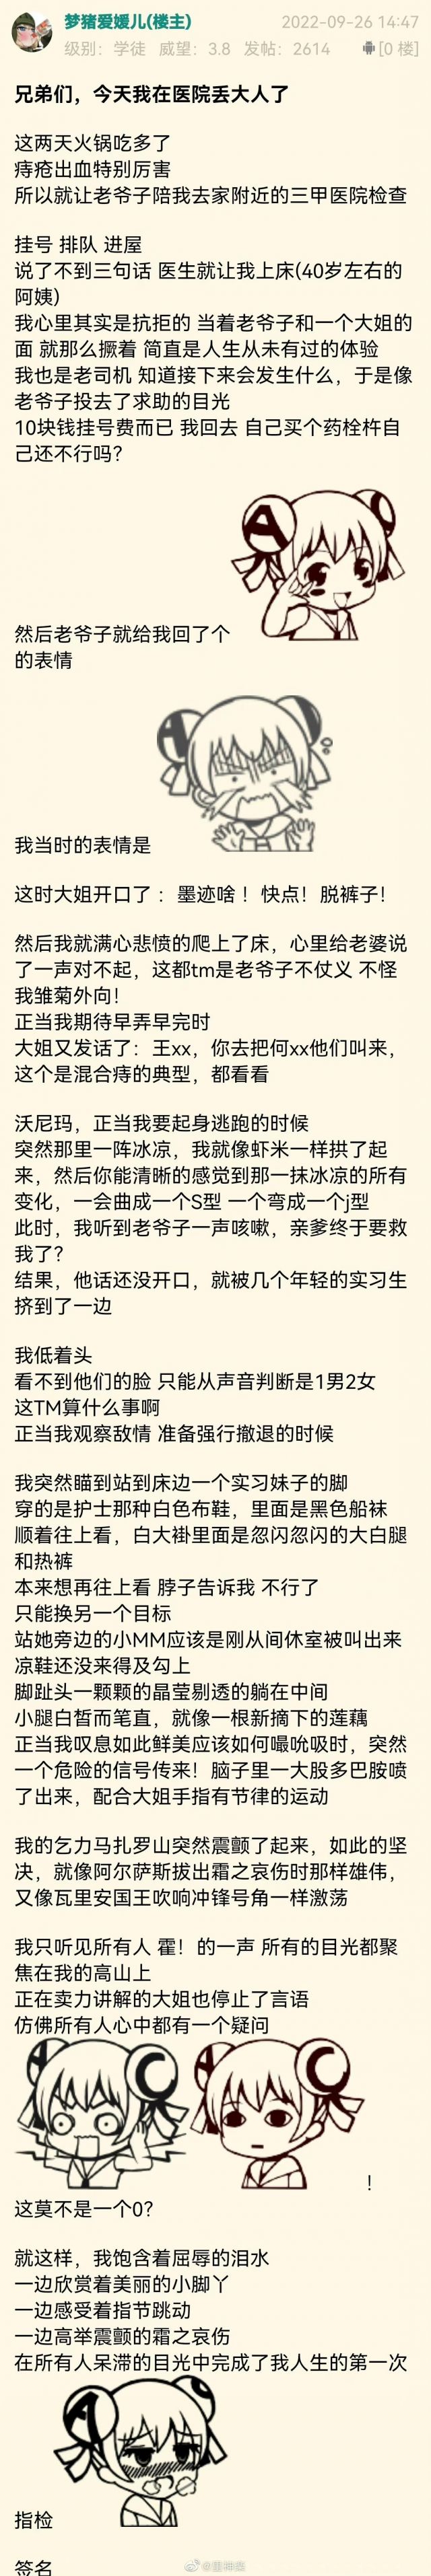 梦猪爱媛儿(楼主)
2022-09-26 14:47
级别：学徒 威望：3.8 发帖：2614
[0 楼]
兄弟们，今天我在医院丢大人了
这两天火锅吃多了
痔疮出血特别厉害
所以就让老爷子陪我去家附近的三甲医院检查
挂号 排队 进屋
说了不到三句话 医生就让我上床(40岁左右的
阿姨)
我心里其实是抗拒的 当着老爷子和一个大姐的
面 就那么撅着 简直是人生从未有过的体验
我也是老司机 知道接下来会发生什么，于是像
老爷子投去了求助的目光
10块钱挂号费而已 我回去 自己买个药栓杵自
己还不行吗?
A
然后老爷子就给我回了个
的表情
我当时的表情是
这时大姐开口了 ：墨迹啥 ！快点！脱裤子！
然后我就满心悲愤的爬上了床，心里给老婆说
了一声对不起，这都tm是老爷子不仗义 不怪
我雏菊外向！
正当我期待早弄早完时
大姐又发话了：王xx，你去把何xx他们叫来，
这个是混合痔的典型，都看看
沃尼玛，正当我要起身逃跑的时候
突然那里一阵冰凉，我就像虾米一样拱了起
来，然后你能清晰的感觉到那一抹冰凉的所有
变化，一会曲成一个S型 一个弯成一个j型
此时，我听到老爷子一声咳嗽，亲爹终于要救
我了?
结果，他话还没开口，就被几个年轻的实习生
挤到了一边
我低着头
看不到他们的脸 只能从声音判断是1男2女
这TM算什么事啊
正当我观察敌情 准备强行撤退的时候
我突然瞄到站到床边一个实习妹子的脚
穿的是护士那种白色布鞋，里面是黑色船袜
顺着往上看，白大褂里面是忽闪忽闪的大白腿
和热裤
本来想再往上看 脖子告诉我 不行了
只能换另一个目标
站她旁边的小MM应该是刚从间休室被叫出来
凉鞋还没来得及勾上
脚趾头一颗颗的晶莹剔透的躺在中间
小腿白皙而笔直，就像一根新摘下的莲藕
正当我叹息如此鲜美应该如何嘬吮吸时，突然
一个危险的信号传来！脑子里一大股多巴胺喷
了出来，配合大姐手指有节律的运动
我的乞力马扎罗山突然震颤了起来，如此的坚
决，就像阿尔萨斯拔出霜之哀伤时那样雄伟，
又像瓦里安国王吹响冲锋号角一样激荡
我只听见所有人 霍！的一声 所有的目光都聚
焦在我的高山上
正在卖力讲解的大姐也停止了言语
仿佛所有人心中都有一个疑问
C
C
！
这莫不是一个0?
就这样，我饱含着屈辱的泪水
一边欣赏着美丽的小脚丫
一边感受着指节跳动
一边高举震颤的霜之哀伤
在所有人呆滞的目光中完成了我人生的第一次
A
指检
签名